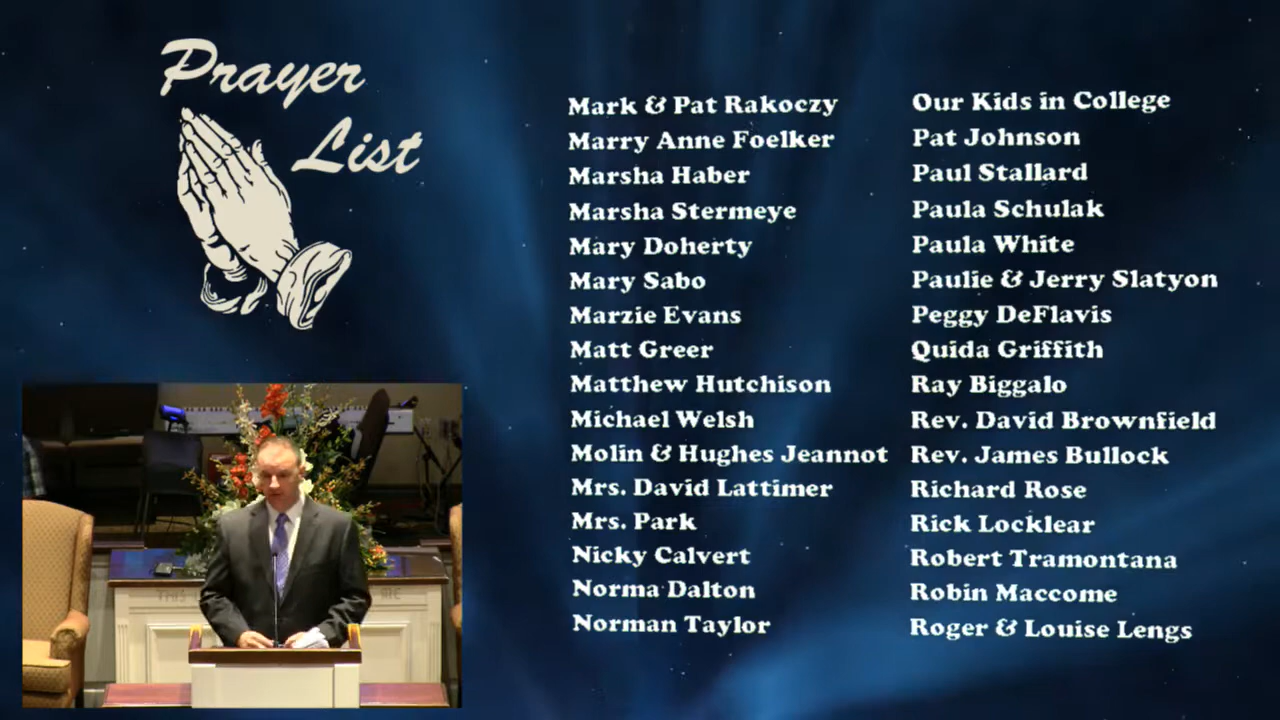 Prayer
List
Mark & Pat Rakoczy
Marry Anne Foelker
Marsha Haber
Marsha Stermeye
Mary Doherty
Mary Sabo
Marzie Evans
Matt Greer
Matthew Hutchison
Michael Welsh
Molin & Hughes Jeannot
Mrs. David Lattimer
Mrs. Park
Nicky Calvert
Norma Dalton
Norman Taylor
Our Kids in College
Pat Johnson
Paul Stallard
Paula Schulak
Paula White
Paulie & Jerry Slatyon
Peggy DeFlavis
Quida Griffith
Ray Biggalo
Rev. David Brownfield
Rev. James Bullock
Richard Rose
Rick Locklear
Robert Tramontana
Robin Maccome
Roger & Louise Lengs
THIS
ME